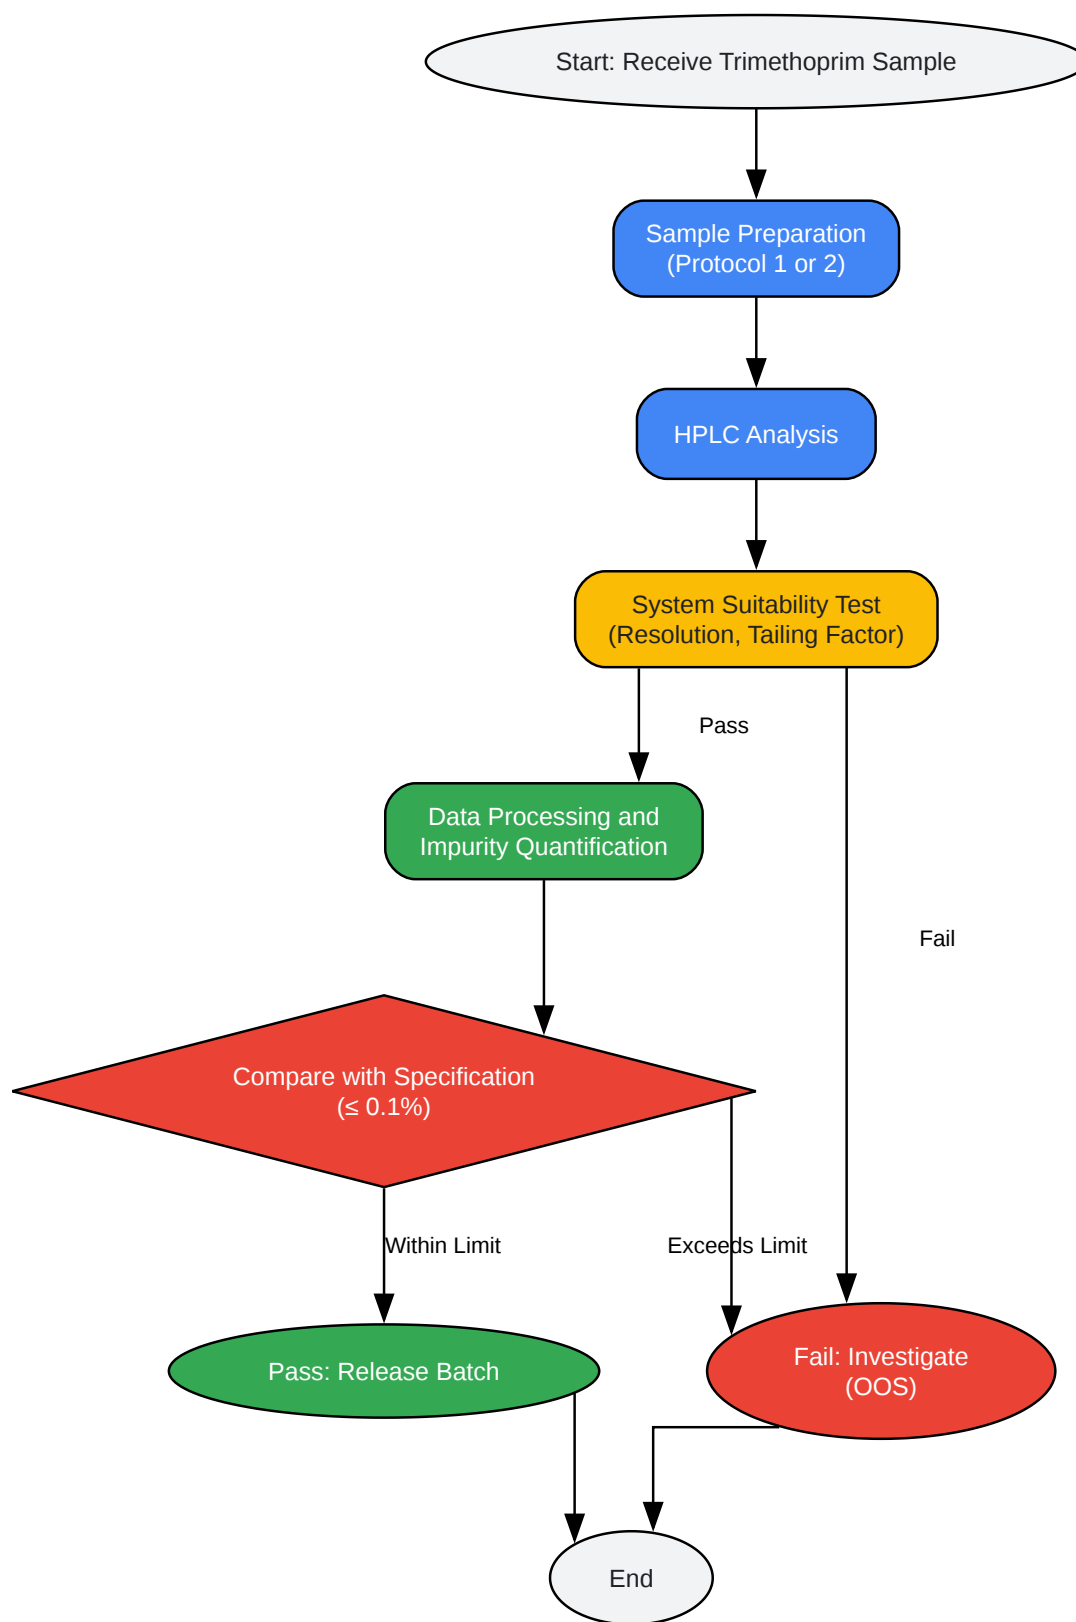 Start: Receive Trimethoprim Sample
Sample Preparation
(Protocol 1 or 2)
HPLC Analysis
System Suitability Test
(Resolution, Tailing Factor)
Pass
Data Processing and
Impurity Quantification
Fail
Compare with Specification
(≤ 0.1%)
Within Limit
Exceeds Limit
Pass: Release Batch
Fail: Investigate
(OOS)
End